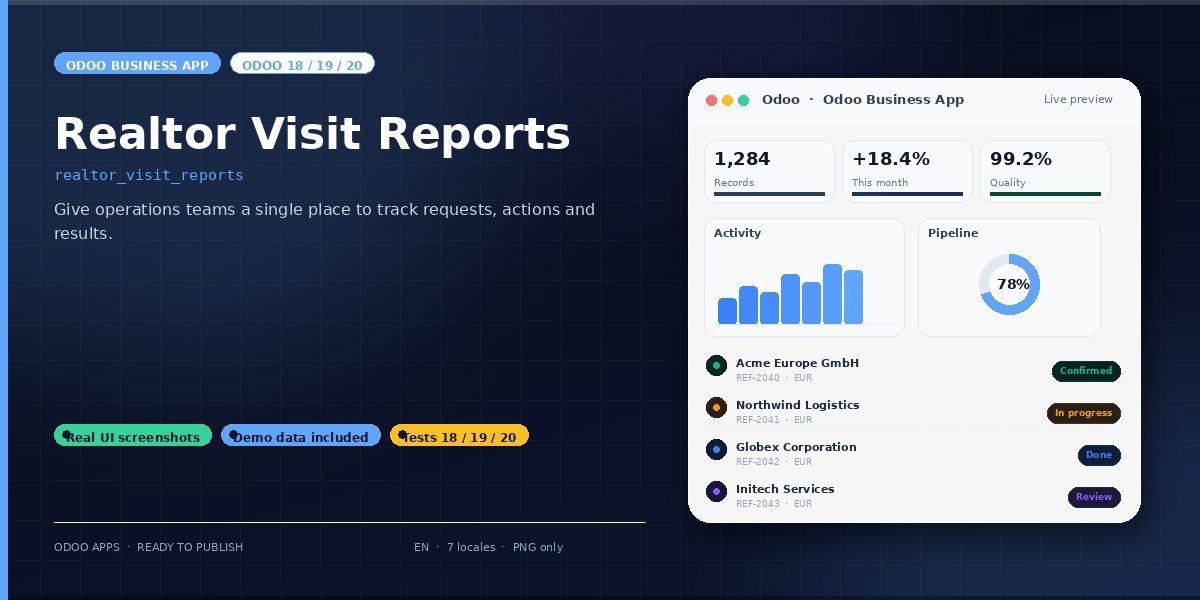 ODOO BUSINESS APP
ODOO 18 / 19 / 20
Realtor Visit Reports
realtor_visit_reports
Give operations teams a single place to track requests, actions and
results.
Real UI screenshots
Demo data included
Tests 18 / 19 / 20
ODOO APPS · READY TO PUBLISH
EN · 7 locales · PNG only
Odoo · Odoo Business App
Live preview
1,284
Records
+18.4%
This month
99.2%
Quality
Activity
Pipeline
78%
Acme Europe GmbH
REF-2040 · EUR
Confirmed
Northwind Logistics
REF-2041 · EUR
In progress
Globex Corporation
REF-2042 · EUR
Done
Initech Services
REF-2043 · EUR
Review